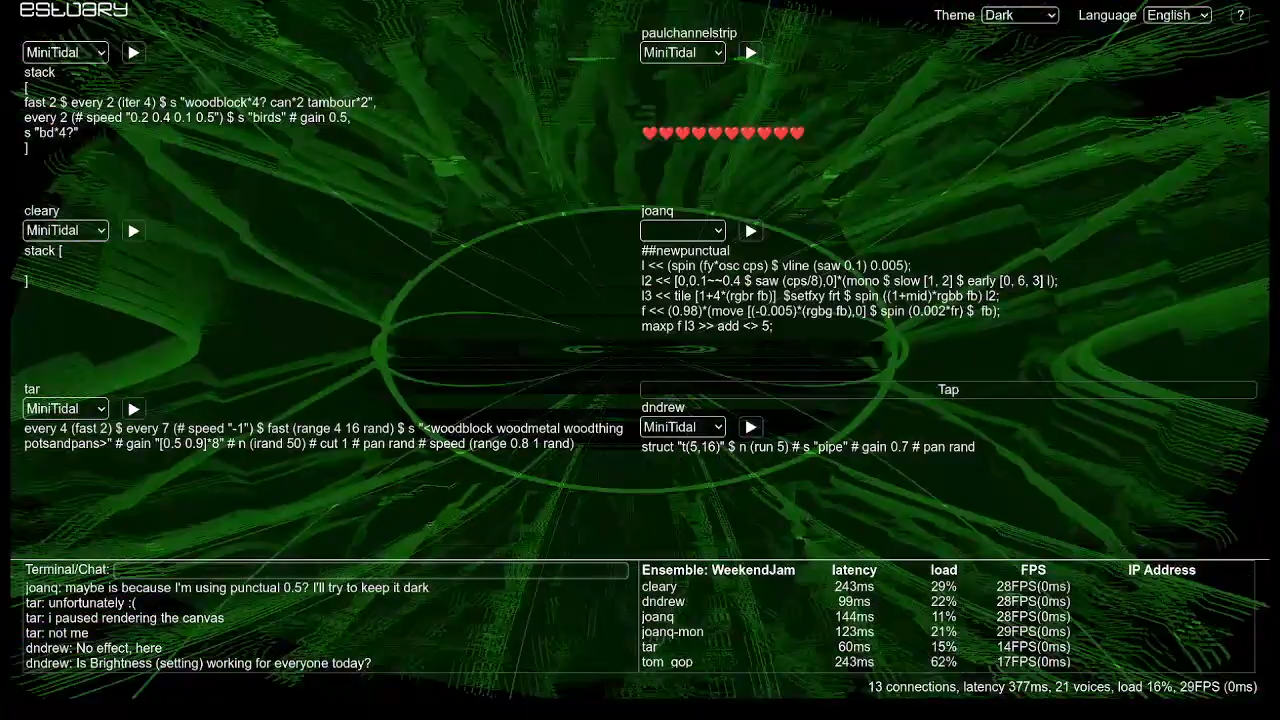 estuary
Theme Dark Language English ?
MiniTidal
stack
[
fast 2 $ every 2 (iter 4) $ s "woodblock*4? can*2 tambour*2",
every 2 (# speed "0.2 0.4 0.1 0.5") $ s "birds" # gain 0.5,
s "bd*4?"
]
paulchannelstrip
MiniTidal
❤️❤️❤️❤️❤️❤️❤️❤️❤️❤️
cleary
MiniTidal
stack [
]
joanq
##newpunctual
l << (spin (fy*osc cps) $ vline (saw 0.1) 0.005);
l2 << [0,0.1~~0.4 $ saw (cps/8),0]*(mono $ slow [1, 2] $ early [0, 6, 3] l);
l3 << tile [1+4*(rgbr fb)]  $setfxy frt $ spin ((1+mid)*rgbb fb) l2;
f << (0.98)*(move [(-0.005)*(rgbg fb),0] $ spin (0.002*fr) $  fb);
maxp f l3 >> add <> 5;
tar
MiniTidal
every 4 (fast 2) $ every 7 (# speed "-1") $ fast (range 4 16 rand) $ s "<woodblock woodmetal woodthing
potsandpans>" # gain "[0.5 0.9]*8" # n (irand 50) # cut 1 # pan rand # speed (range 0.8 1 rand)
Tap
dndrew
MiniTidal
struct "t(5,16)" $ n (run 5) # s "pipe" # gain 0.7 # pan rand
Terminal/Chat:
joanq: maybe is because I'm using punctual 0.5? I'll try to keep it dark
tar: unfortunately :(
tar: i paused rendering the canvas
tar: not me
dndrew: No effect, here
dndrew: Is Brightness (setting) working for everyone today?
Ensemble: WeekendJam latency load FPS IP Address
cleary 243ms 29% 28FPS(0ms)
dndrew 99ms 22% 28FPS(0ms)
joanq 144ms 11% 28FPS(0ms)
joanq-mon 123ms 21% 29FPS(0ms)
tar 60ms 15% 14FPS(0ms)
tom_gop 243ms 62% 17FPS(0ms)
13 connections, latency 377ms, 21 voices, load 16%, 29FPS (0ms)